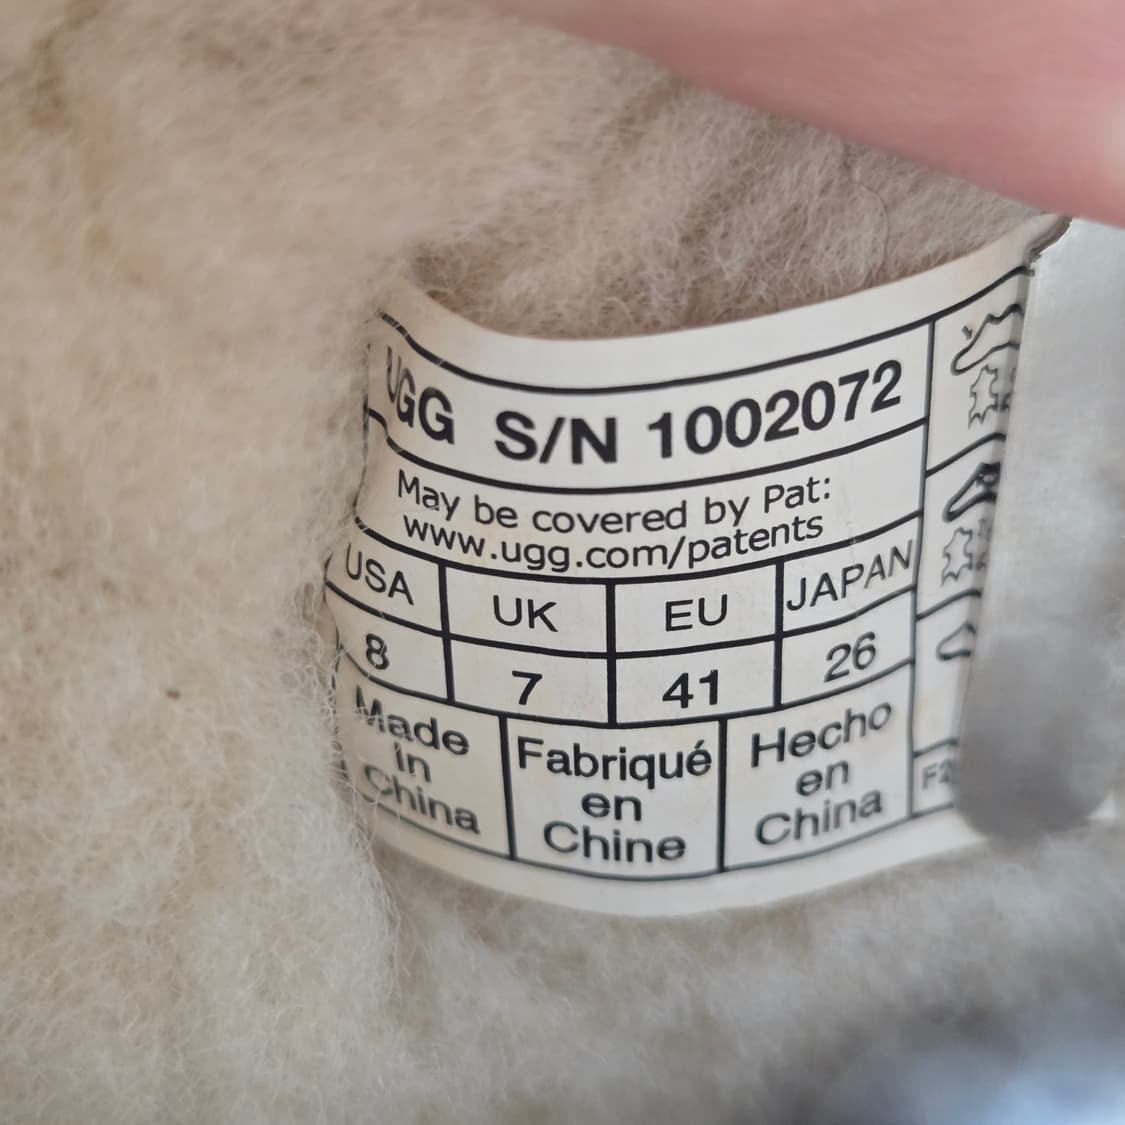 UGG S/N 1002072
May be covered by Pat:
www.ugg.com/patents
USA UK EU JAPAN
8 7 41 26
Made
in
China
Fabriqué
en
Chine
Hecho
en
China